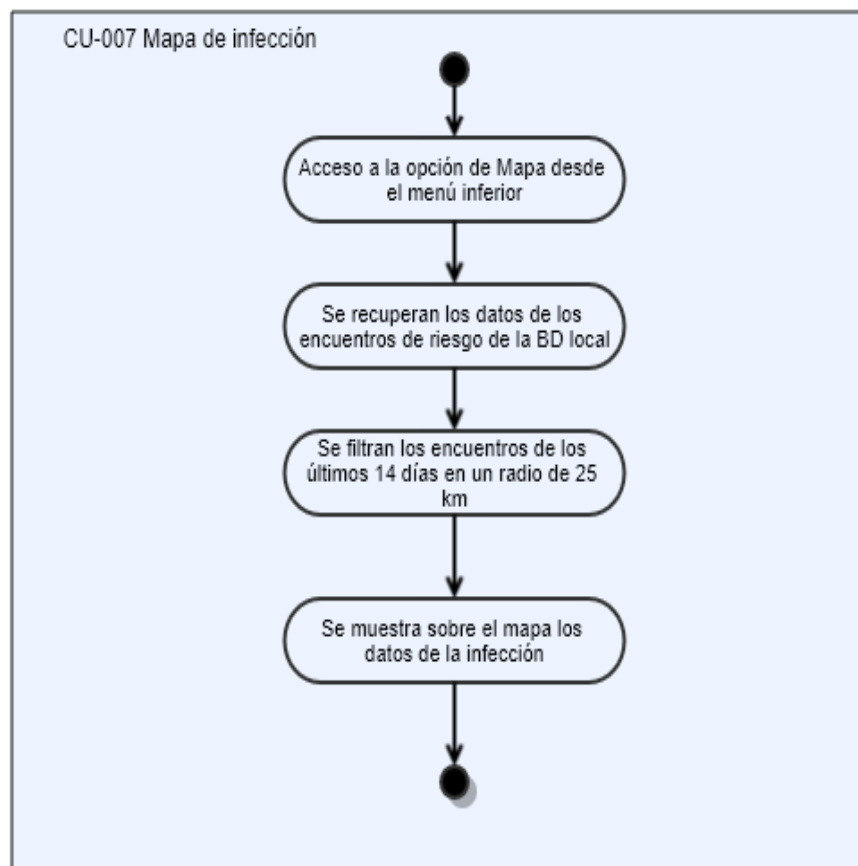 CU-007 Mapa de infección
Acceso a la opción de Mapa desde
el menú inferior
Se recuperan los datos de los
encuentros de riesgo de la BD local
Se filtran los encuentros de los
últimos 14 días en un radio de 25
km
Se muestra sobre el mapa los
datos de la infección